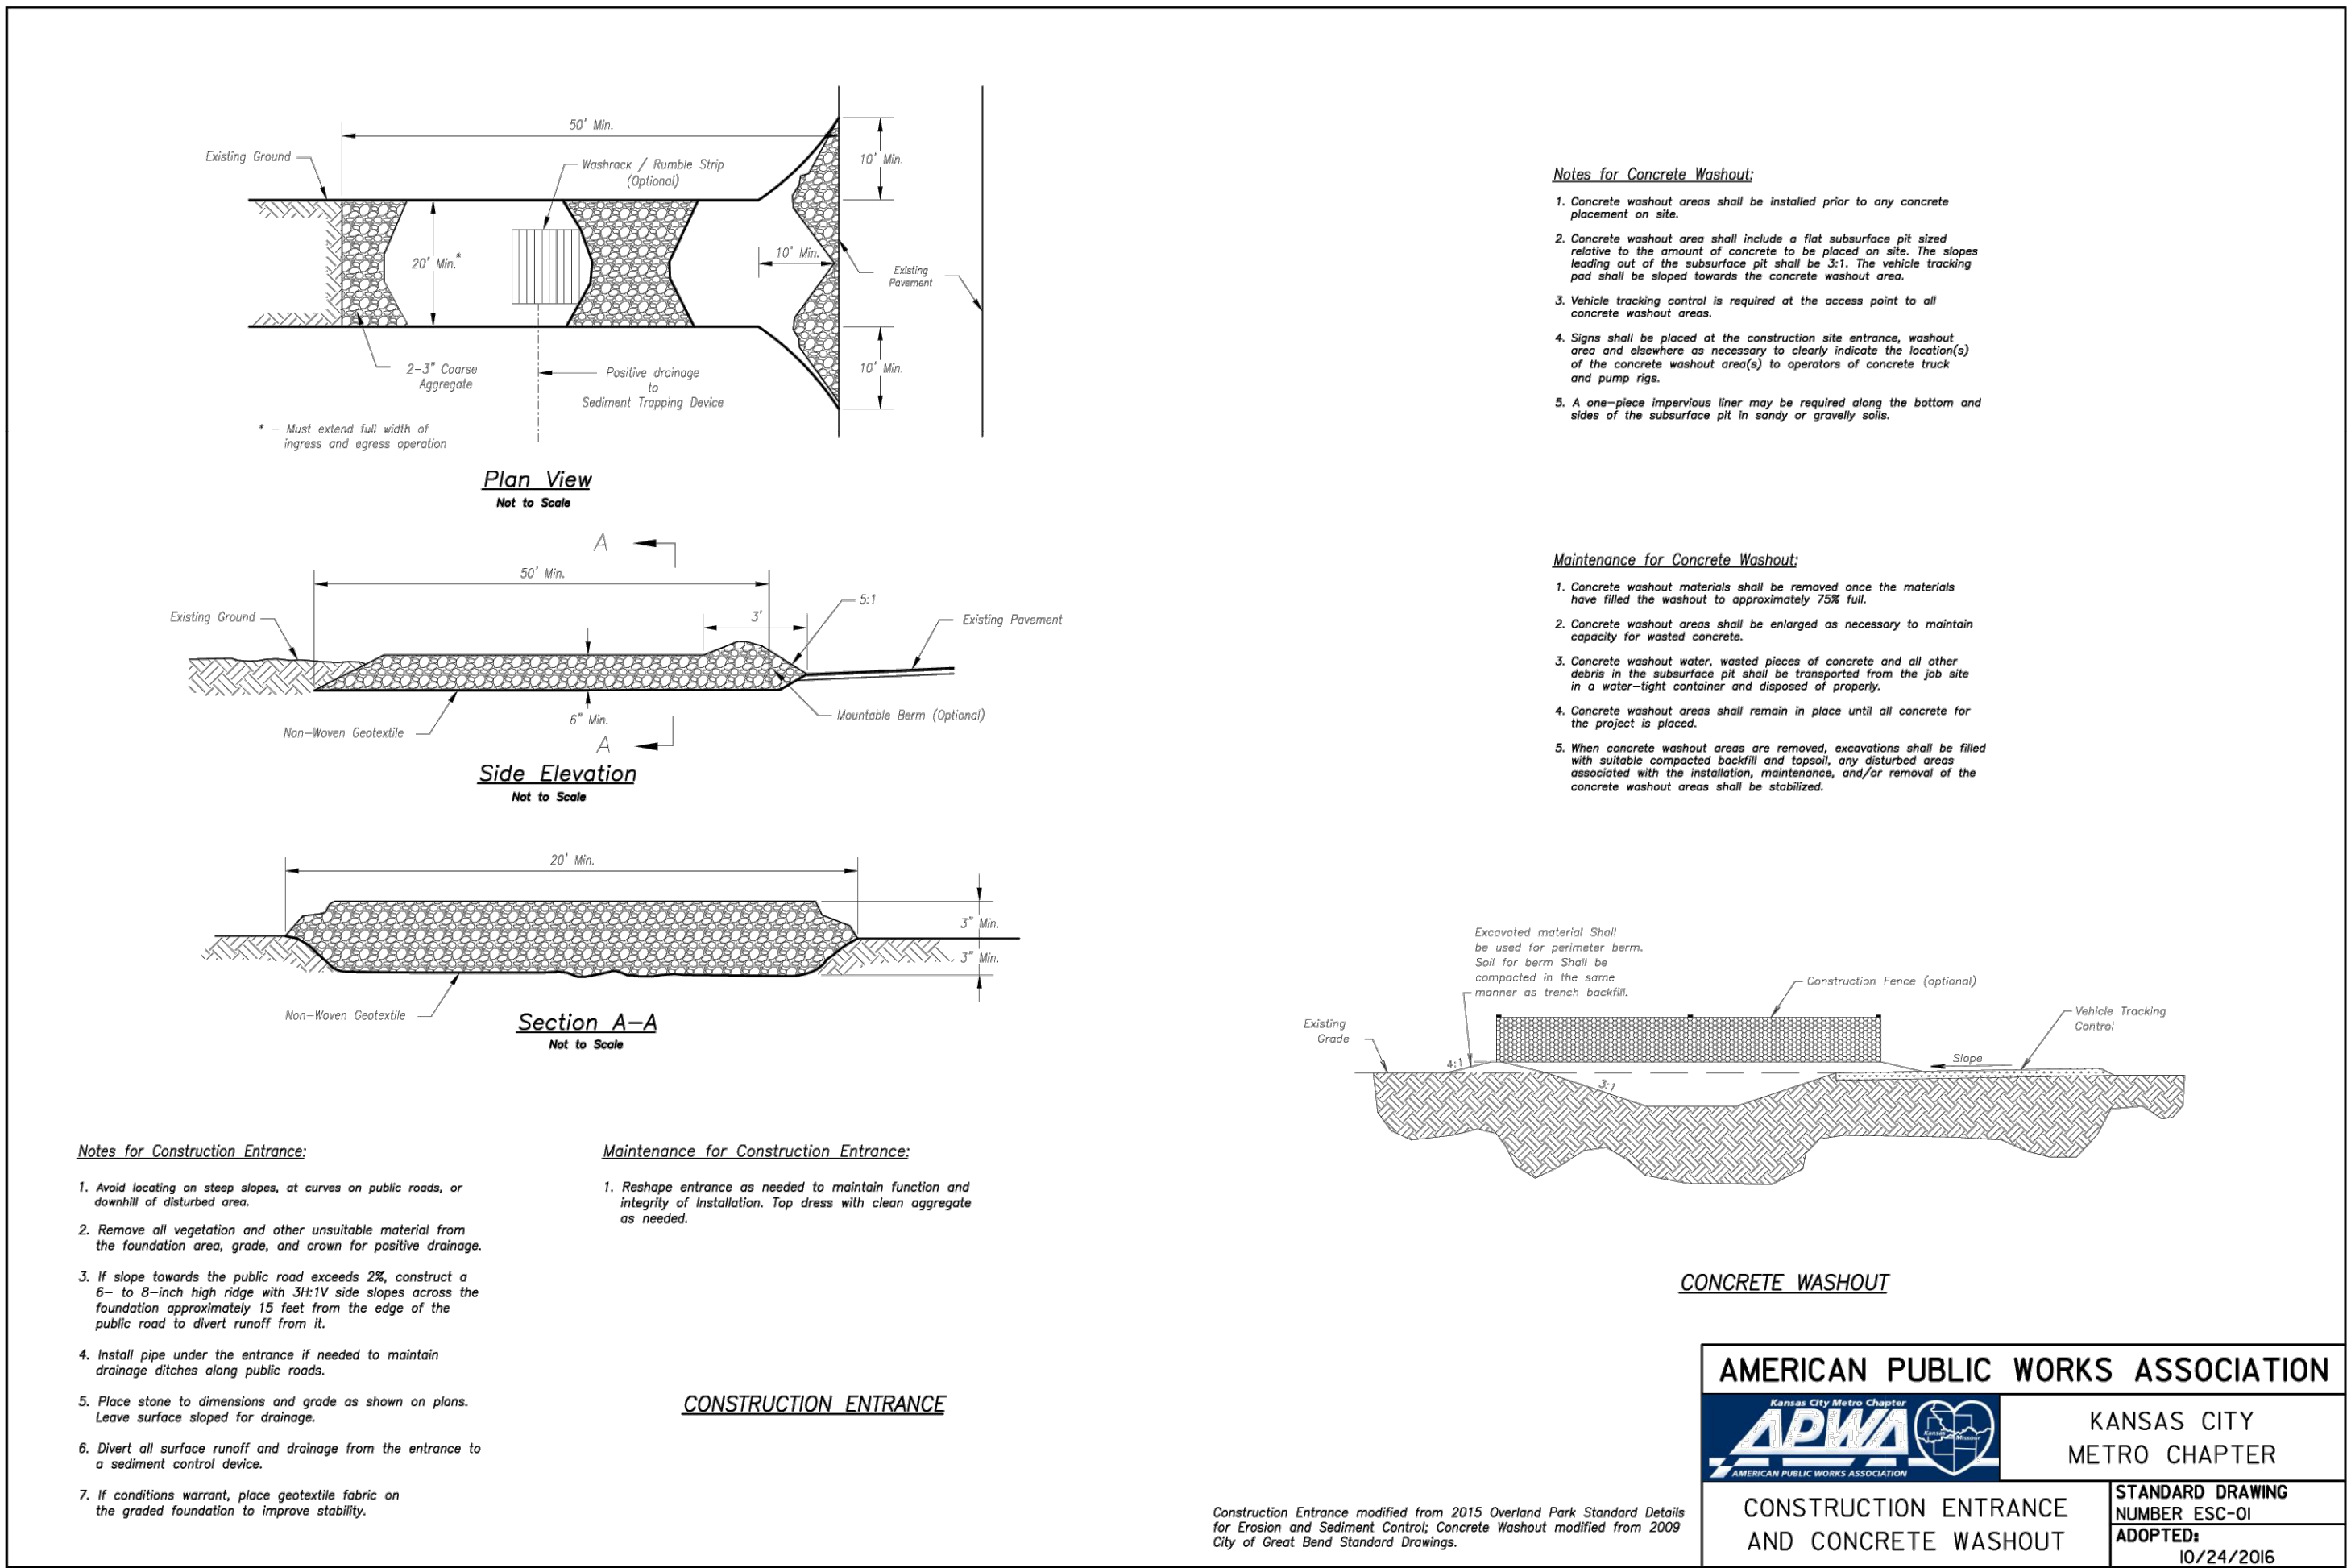 50' Min.
Existing Ground
Washrack / Rumble Strip
(Optional)
10' Min.
20' Min.*
10' Min.
Existing
Pavement
2-3" Coarse
Aggregate
Positive drainage
to
Sediment Trapping Device
10' Min.
* - Must extend full width of
ingress and egress operation
Plan View
Not to Scale
A
50' Min.
5:1
Existing Ground
3'
Existing Pavement
6" Min.
Mountable Berm (Optional)
Non-Woven Geotextile
A
Side Elevation
Not to Scale
20' Min.
3" Min.
3" Min.
Non-Woven Geotextile
Section A-A
Not to Scale
Notes for Construction Entrance:
1. Avoid locating on steep slopes, at curves on public roads, or
downhill of disturbed area.
2. Remove all vegetation and other unsuitable material from
the foundation area, grade, and crown for positive drainage.
3. If slope towards the public road exceeds 2%, construct a
6- to 8-inch high ridge with 3H:1V side slopes across the
foundation approximately 15 feet from the edge of the
public road to divert runoff from it.
4. Install pipe under the entrance if needed to maintain
drainage ditches along public roads.
5. Place stone to dimensions and grade as shown on plans.
Leave surface sloped for drainage.
6. Divert all surface runoff and drainage from the entrance to
a sediment control device.
7. If conditions warrant, place geotextile fabric on
the graded foundation to improve stability.
Maintenance for Construction Entrance:
1. Reshape entrance as needed to maintain function and
integrity of Installation. Top dress with clean aggregate
as needed.
CONSTRUCTION ENTRANCE
Notes for Concrete Washout:
1. Concrete washout areas shall be installed prior to any concrete
placement on site.
2. Concrete washout area shall include a flat subsurface pit sized
relative to the amount of concrete to be placed on site. The slopes
leading out of the subsurface pit shall be 3:1. The vehicle tracking
pad shall be sloped towards the concrete washout area.
3. Vehicle tracking control is required at the access point to all
concrete washout areas.
4. Signs shall be placed at the construction site entrance, washout
area and elsewhere as necessary to clearly indicate the location(s)
of the concrete washout area(s) to operators of concrete truck
and pump rigs.
5. A one-piece impervious liner may be required along the bottom and
sides of the subsurface pit in sandy or gravelly soils.
Maintenance for Concrete Washout:
1. Concrete washout materials shall be removed once the materials
have filled the washout to approximately 75% full.
2. Concrete washout areas shall be enlarged as necessary to maintain
capacity for wasted concrete.
3. Concrete washout water, wasted pieces of concrete and all other
debris in the subsurface pit shall be transported from the job site
in a water-tight container and disposed of properly.
4. Concrete washout areas shall remain in place until all concrete for
the project is placed.
5. When concrete washout areas are removed, excavations shall be filled
with suitable compacted backfill and topsoil, any disturbed areas
associated with the installation, maintenance, and/or removal of the
concrete washout areas shall be stabilized.
Excavated material Shall
be used for perimeter berm.
Soil for berm Shall be
compacted in the same
manner as trench backfill.
Construction Fence (optional)
Existing
Grade
Vehicle Tracking
Control
4:1
Slope
3:1
CONCRETE WASHOUT
Construction Entrance modified from 2015 Overland Park Standard Details
for Erosion and Sediment Control; Concrete Washout modified from 2009
City of Great Bend Standard Drawings.
AMERICAN PUBLIC WORKS ASSOCIATION
Kansas City Metro Chapter
APWA
Kansas
Missouri
AMERICAN PUBLIC WORKS ASSOCIATION
KANSAS CITY
METRO CHAPTER
CONSTRUCTION ENTRANCE
AND CONCRETE WASHOUT
STANDARD DRAWING
NUMBER ESC-01
ADOPTED:
10/24/2016